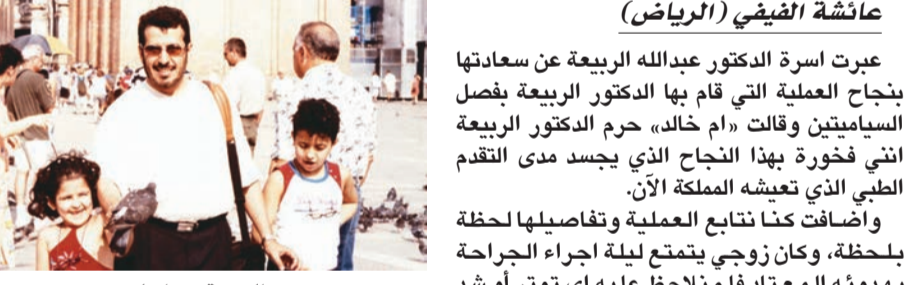 عائشة الفيفي (الرياض)
عبرت اسرة الدكتور عبدالله الربيعة عن سعادتها
بنجاح العملية التي قام بها الدكتور الربيعة بفصل
السياميتين وقالت «ام خالد» حرم الدكتور الربيعة
انني فخورة بهذا النجاح الذي يجسد مدى التقدم
الطبي الذي تعيشه المملكة الآن.
واضافت كنا نتابع العملية وتفاصيلها لحظة
بلحظة، وكان زوجي يتمتع ليلة اجراء الجراحة